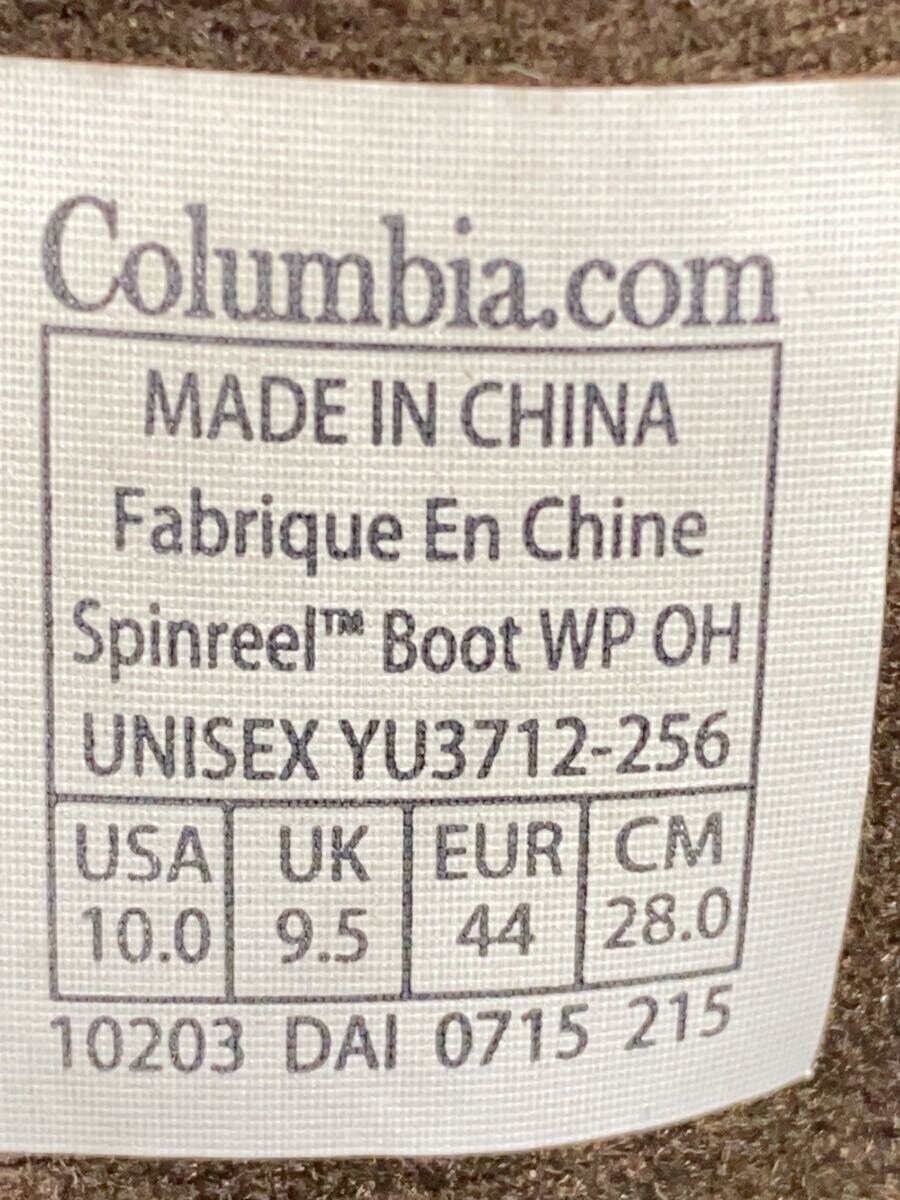 Columbia.com
MADE IN CHINA
Fabrique En Chine
Spinreel™ Boot WP OH
UNISEX YU3712-256
USA UK EUR CM
10.0 9.5 44 28.0
10203 DAI 0715 215